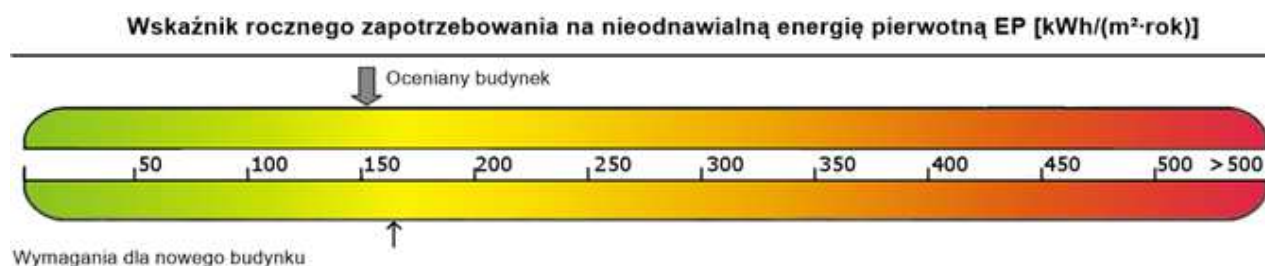 Wskaźnik rocznego zapotrzebowania na nieodnawialną energię pierwotną EP [kWh/(m²·rok)]
Oceniany budynek
50 100 150 200 250 300 350 400 450 500 >500
Wymagania dla nowego budynku